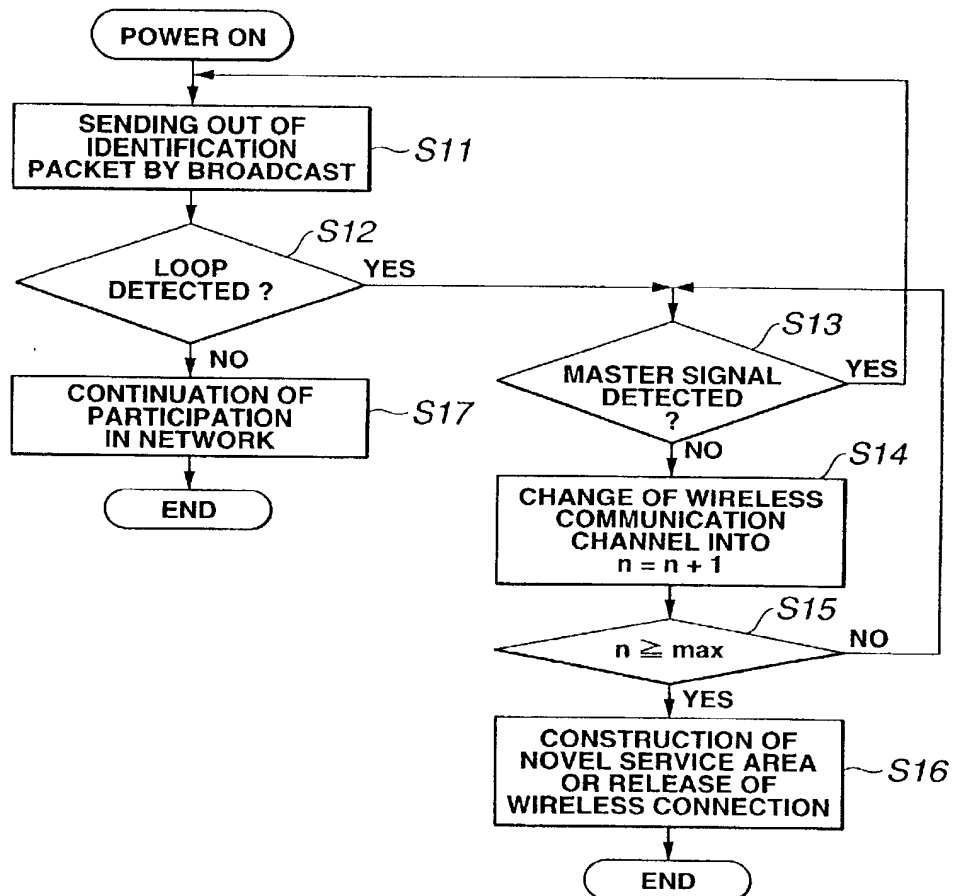 POWER ON
SENDING OUT OF
IDENTIFICATION
PACKET BY BROADCAST
S11
S12
LOOP
DETECTED ?
YES
NO
CONTINUATION OF
PARTICIPATION
IN NETWORK
S17
END
S13
MASTER SIGNAL
DETECTED
?
YES
NO
S14
CHANGE OF WIRELESS
COMMUNICATION
CHANNEL INTO
n = n + 1
S15
n ≧ max
NO
YES
CONSTRUCTION OF
NOVEL SERVICE AREA
OR RELEASE OF
WIRELESS CONNECTION
S16
END